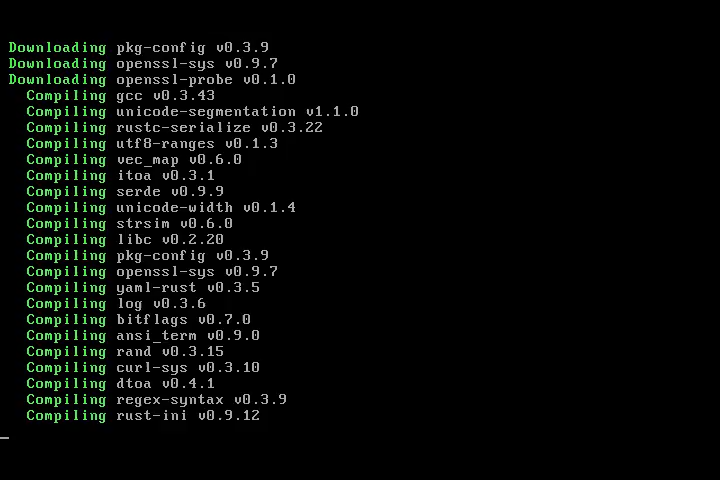 Downloading pkg-config v0.3.9
Downloading openssl-sys v0.9.7
Downloading openssl-probe v0.1.0
Compiling gcc v0.3.43
Compiling unicode-segmentation v1.1.0
Compiling rustc-serialize v0.3.22
Compiling utf8-ranges v0.1.3
Compiling vec_map v0.6.0
Compiling itoa v0.3.1
Compiling serde v0.9.9
Compiling unicode-width v0.1.4
Compiling strsim v0.6.0
Compiling libc v0.2.20
Compiling pkg-config v0.3.9
Compiling openssl-sys v0.9.7
Compiling yaml-rust v0.3.5
Compiling log v0.3.6
Compiling bitflags v0.7.0
Compiling ansi_term v0.9.0
Compiling rand v0.3.15
Compiling curl-sys v0.3.10
Compiling dtoa v0.4.1
Compiling regex-syntax v0.3.9
Compiling rust-ini v0.9.12